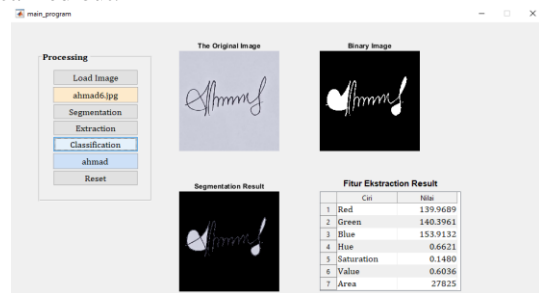 main_program
Processing
Load Image
ahmad6.jpg
Segmentation
Extraction
Classification
ahmad
Reset
The Original Image
Binary Image
Segmentation Result
Fitur Ekstraction Result
Ciri Nilai
1 Red 139.9689
2 Green 140.3961
3 Blue 153.9132
4 Hue 0.6621
5 Saturation 0.1480
6 Value 0.6036
7 Area 27825